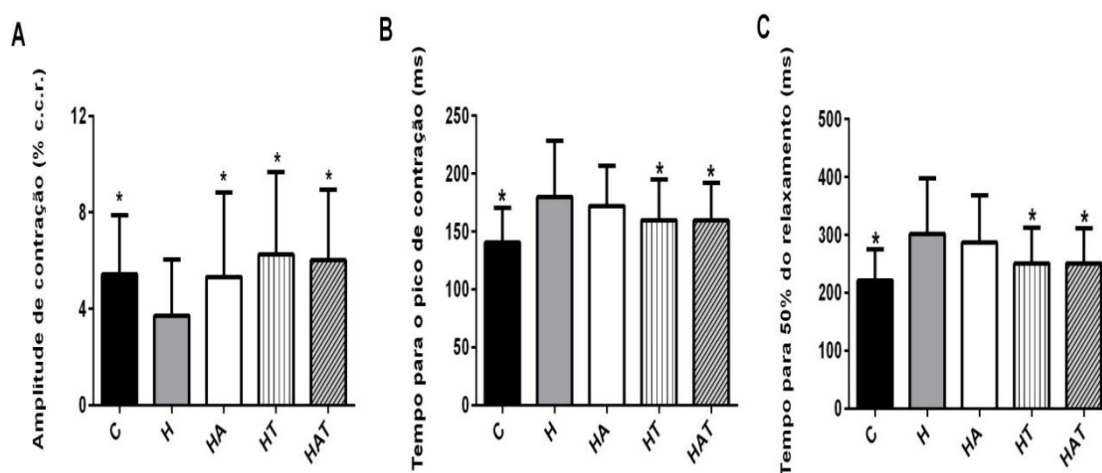 A
Amplitude de contração (% c.c.r.)
12
8
4
0
*
*
*
*
C
H
HA
HT
HAT
B
Tempo para o pico de contração (ms)
250
200
150
100
50
0
*
*
*
C
H
HA
HT
HAT
C
Tempo para 50% do relaxamento (ms)
500
400
300
200
100
0
*
*
*
C
H
HA
HT
HAT